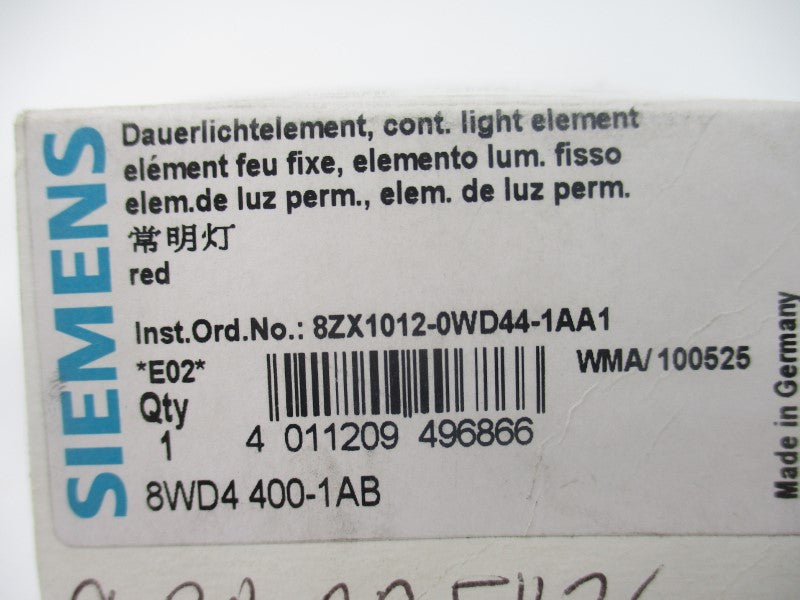 SIEMENS
Dauerlichtelement, cont. light element
elément feu fixe, elemento lum. fisso
elem.de luz perm., elem. de luz perm.
常明灯
red
Inst.Ord.No.: 8ZX1012-0WD44-1AA1
*E02*
WMA/100525
Qty
1
4 011209 496866
8WD4 400-1AB
Made in Germany